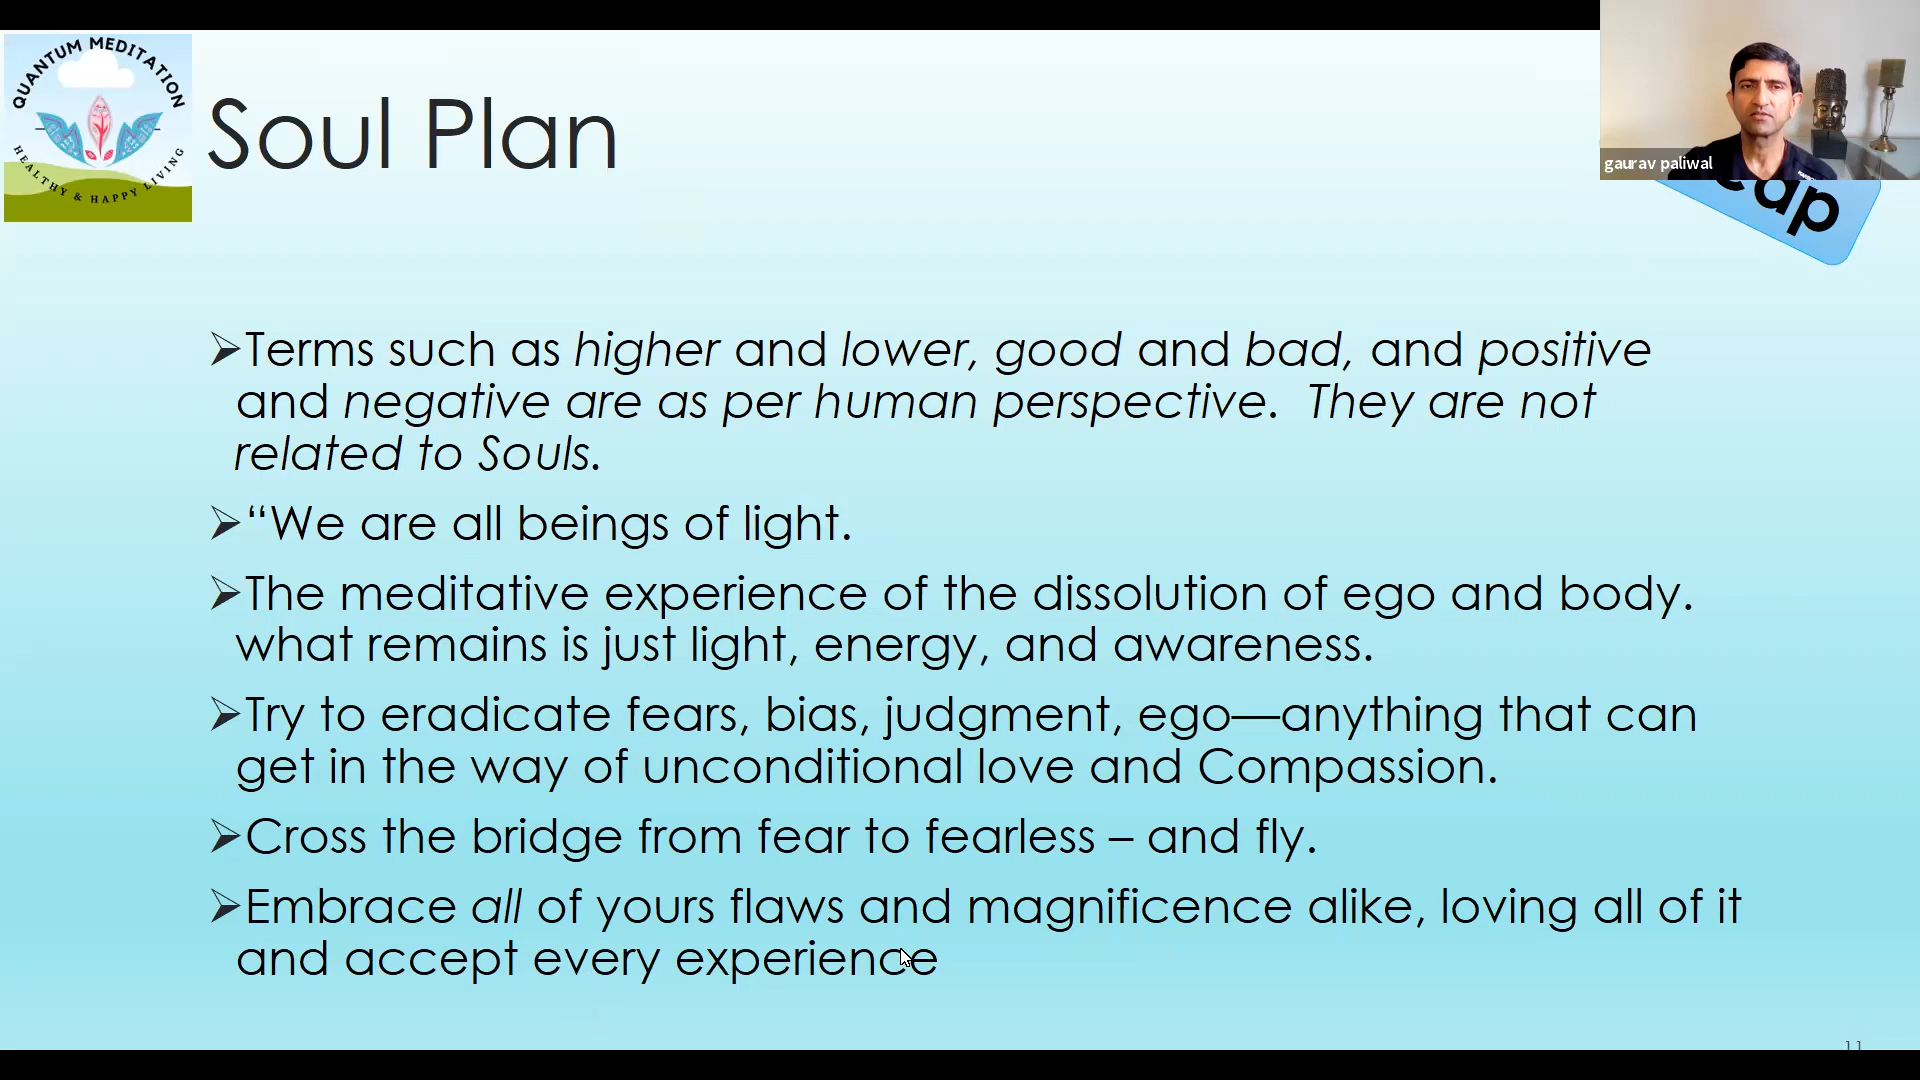 QUANTUM MEDITATION
HEALTHY & HAPPY LIVING
Soul Plan
gaurav paliwal
➢Terms such as higher and lower, good and bad, and positive
and negative are as per human perspective.  They are not
related to Souls.
➢“We are all beings of light.
➢The meditative experience of the dissolution of ego and body.
what remains is just light, energy, and awareness.
➢Try to eradicate fears, bias, judgment, ego—anything that can
get in the way of unconditional love and Compassion.
➢Cross the bridge from fear to fearless – and fly.
➢Embrace all of yours flaws and magnificence alike, loving all of it
and accept every experience
11